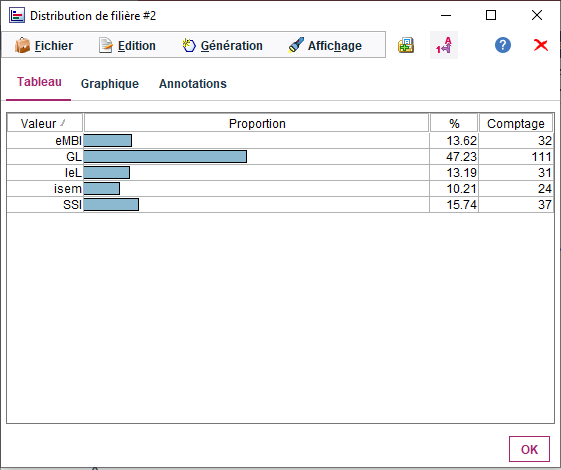 Distribution de filière #2
Fichier Edition Génération Affichage
Tableau Graphique Annotations
Valeur Proportion % Comptage
eMBI 13.62 32
GL 47.23 111
IeL 13.19 31
isem 10.21 24
SSI 15.74 37
OK